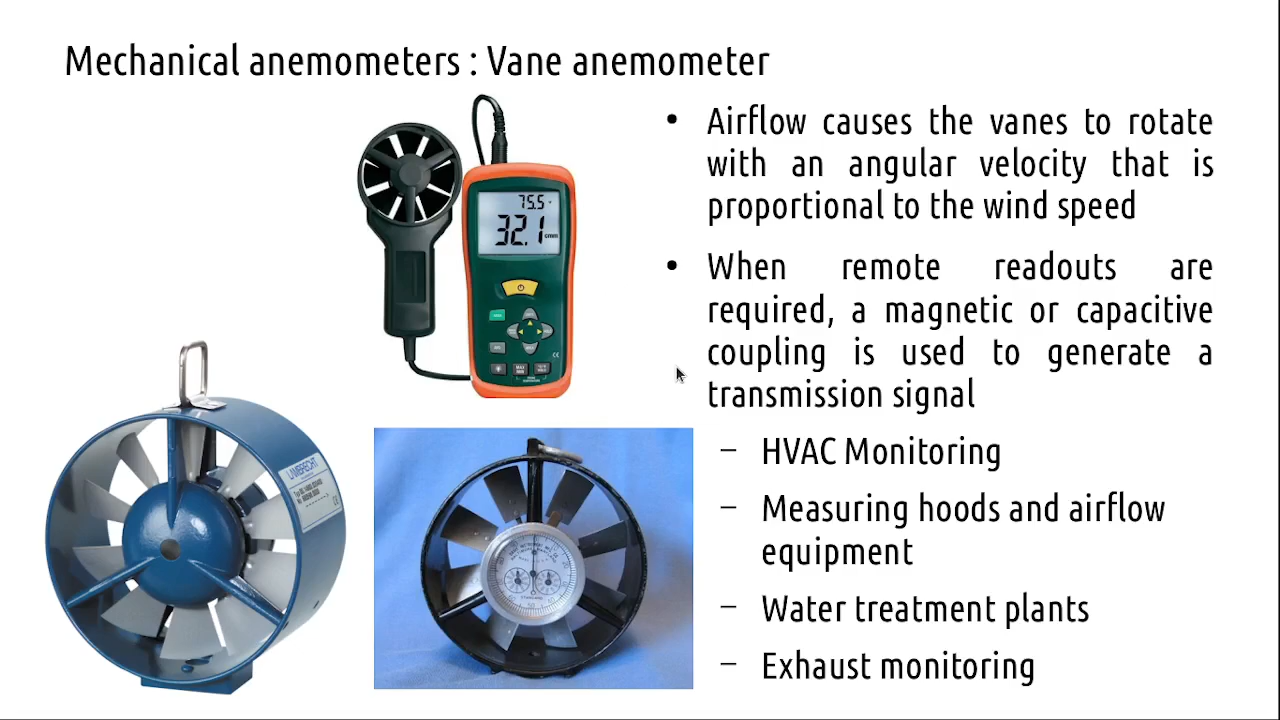 Mechanical anemometers : Vane anemometer
• Airflow causes the vanes to rotate
with an angular velocity that is
proportional to the wind speed
• When remote readouts are
required, a magnetic or capacitive
coupling is used to generate a
transmission signal
– HVAC Monitoring
– Measuring hoods and airflow
equipment
– Water treatment plants
– Exhaust monitoring
75.5
32.1
LAMBRECHT